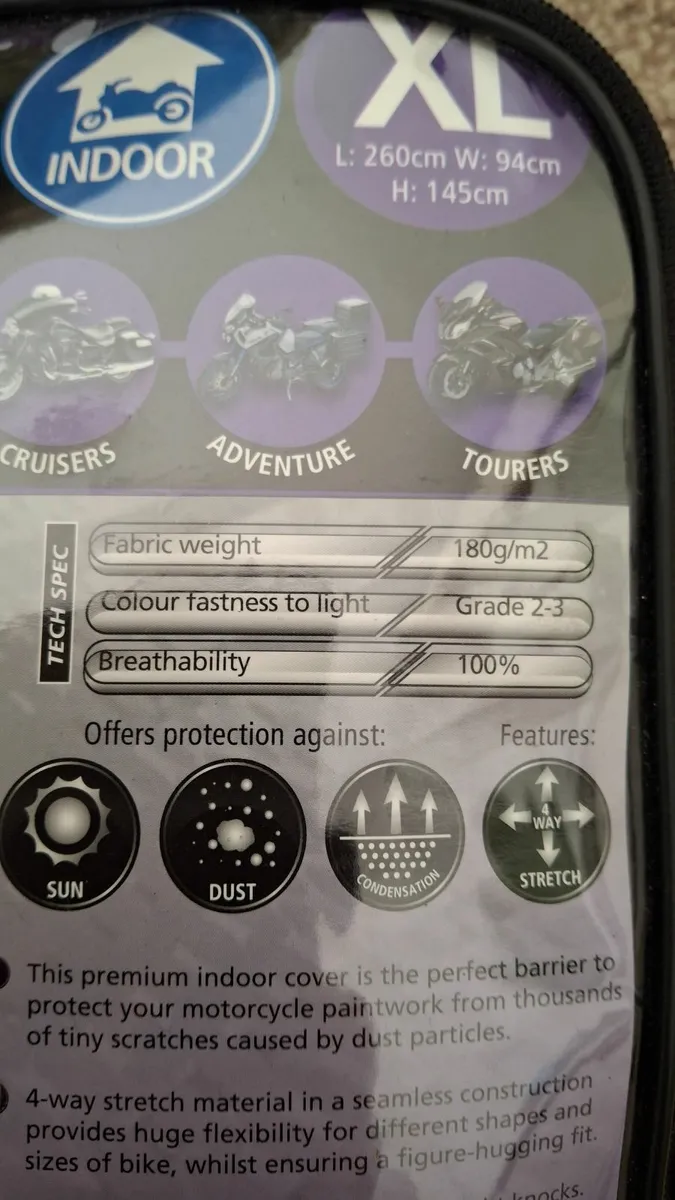 INDOOR
XL
L: 260cm W: 94cm
H: 145cm
CRUISERS
ADVENTURE
TOURERS
TECH SPEC
Fabric weight 180g/m2
Colour fastness to light Grade 2-3
Breathability 100%
Offers protection against:
Features:
SUN
DUST
CONDENSATION
4
WAY
STRETCH
This premium indoor cover is the perfect barrier to
protect your motorcycle paintwork from thousands
of tiny scratches caused by dust particles.
4-way stretch material in a seamless construction
provides huge flexibility for different shapes and
sizes of bike, whilst ensuring a figure-hugging fit.
knocks.